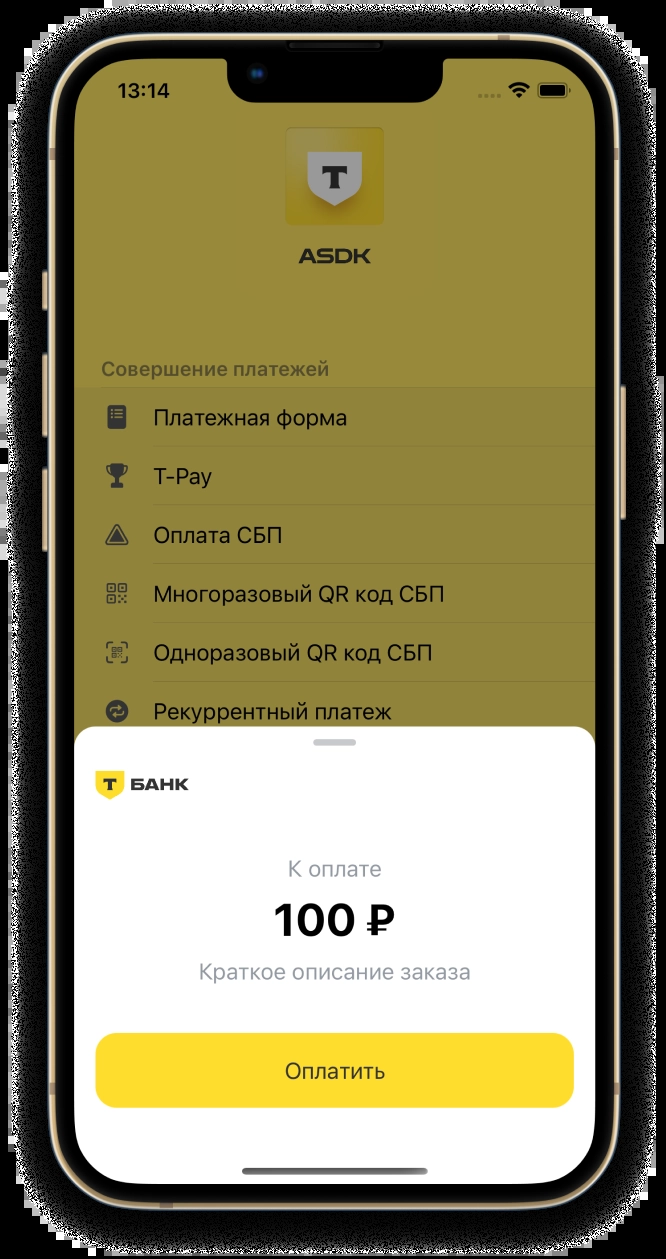 13:14
T
ASDK
Совершение платежей
Платежная форма
T-Pay
Оплата СБП
Многоразовый QR код СБП
Одноразовый QR код СБП
Рекуррентный платеж
Т БАНК
К оплате
100 ₽
Краткое описание заказа
Оплатить